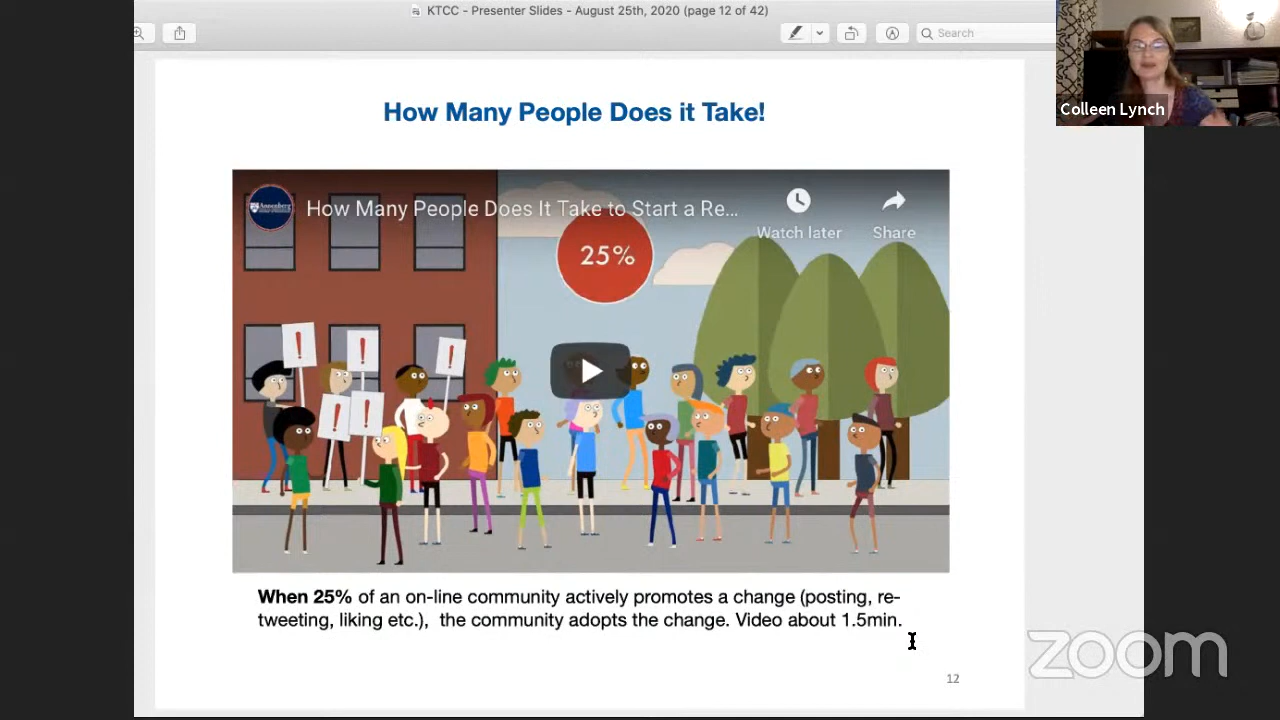 KTCC - Presenter Slides - August 25th, 2020 (page 12 of 42)
Search
Colleen Lynch
How Many People Does it Take!
Annenberg
How Many People Does It Take to Start a Re...
Watch later
Share
25%
!
!
!
!
!
When 25% of an on-line community actively promotes a change (posting, re-
tweeting, liking etc.), the community adopts the change. Video about 1.5min.
12
zoom